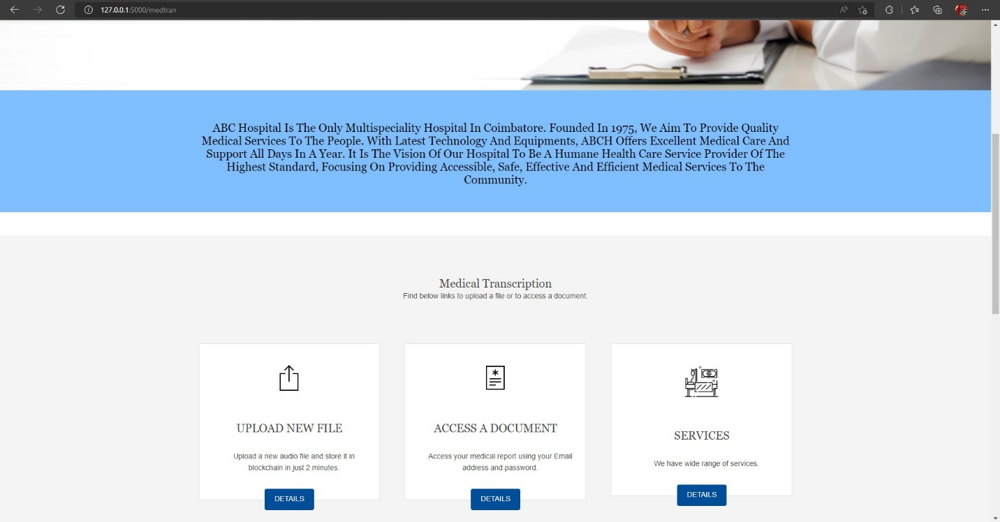 127.0.0.1:5000/medtran
ABC Hospital Is The Only Multispeciality Hospital In Coimbatore. Founded In 1975, We Aim To Provide Quality
Medical Services To The People. With Latest Technology And Equipments, ABCH Offers Excellent Medical Care And
Support All Days In A Year. It Is The Vision Of Our Hospital To Be A Humane Health Care Service Provider Of The
Highest Standard, Focusing On Providing Accessible, Safe, Effective And Efficient Medical Services To The
Community.
Medical Transcription
Find below links to upload a file or to access a document.
UPLOAD NEW FILE
Upload a new audio file and store it in
blockchain in just 2 minutes.
DETAILS
ACCESS A DOCUMENT
Access your medical report using your Email
address and password.
DETAILS
SERVICES
We have wide range of services.
DETAILS